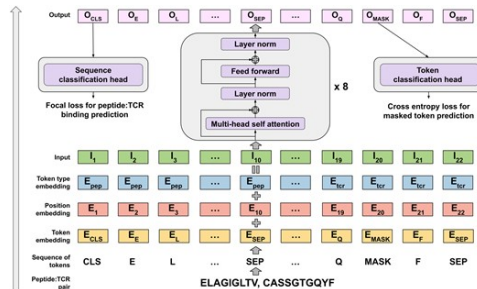 Output O_CLS O_E O_L ... O_SEP ... O_Q O_MASK O_F O_SEP
Layer norm
Feed forward
Layer norm
Multi-head self attention
x 8
Sequence
classification head
Focal loss for peptide:TCR
binding prediction
Token
classification head
Cross entropy loss for
masked token prediction
Input I_1 I_2 I_3 ... I_10 ... I_19 I_20 I_21 I_22
Token type
embedding E_pep E_pep E_pep ... E_pep ... E_tcr E_tcr E_tcr E_tcr
Position
embedding E_1 E_2 E_3 ... E_10 ... E_19 E_20 E_21 E_22
Token
embedding E_CLS E_E E_L ... E_SEP ... E_Q E_MASK E_F E_SEP
Sequence of
tokens CLS E L ... SEP ... Q MASK F SEP
Peptide:TCR
pair ELAGIGLTV, CASSGTGQYF